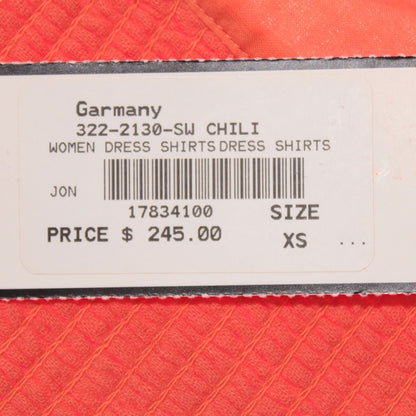 Garmany
322-2130-SW CHILI
WOMEN DRESS SHIRTS DRESS SHIRTS
JON
17834100 SIZE
PRICE $ 245.00 XS ...